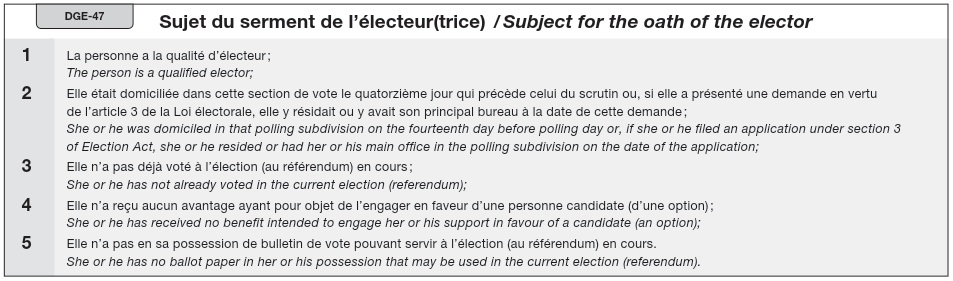 DGE-47
Sujet du serment de l'électeur(trice) / Subject for the oath of the elector
1 La personne a la qualité d'électeur ;
The person is a qualified elector;
2 Elle était domiciliée dans cette section de vote le quatorzième jour qui précède celui du scrutin ou, si elle a présenté une demande en vertu
de l'article 3 de la Loi électorale, elle y résidait ou y avait son principal bureau à la date de cette demande ;
She or he was domiciled in that polling subdivision on the fourteenth day before polling day or, if she or he filed an application under section 3
of Election Act, she or he resided or had her or his main office in the polling subdivision on the date of the application;
3 Elle n'a pas déjà voté à l'élection (au référendum) en cours ;
She or he has not already voted in the current election (referendum);
4 Elle n'a reçu aucun avantage ayant pour objet de l'engager en faveur d'une personne candidate (d'une option) ;
She or he has received no benefit intended to engage her or his support in favour of a candidate (an option);
5 Elle n'a pas en sa possession de bulletin de vote pouvant servir à l'élection (au référendum) en cours.
She or he has no ballot paper in her or his possession that may be used in the current election (referendum).